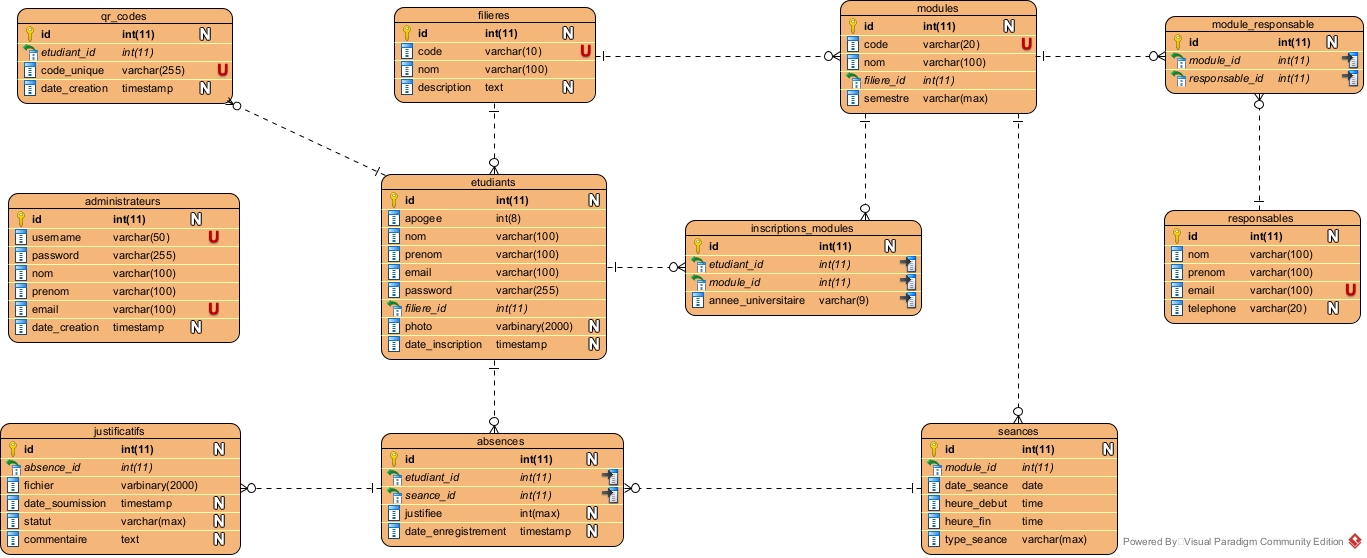 qr_codes
id int(11) N
etudiant_id int(11)
code_unique varchar(255) U
date_creation timestamp N
filieres
id int(11) N
code varchar(10) U
nom varchar(100)
description text N
modules
id int(11) N
code varchar(20) U
nom varchar(100)
filiere_id int(11)
semestre varchar(max)
module_responsable
id int(11) N
module_id int(11)
responsable_id int(11)
administrateurs
id int(11) N
username varchar(50) U
password varchar(255)
nom varchar(100)
prenom varchar(100)
email varchar(100) U
date_creation timestamp N
etudiants
id int(11) N
apogee int(8)
nom varchar(100)
prenom varchar(100)
email varchar(100)
password varchar(255)
filiere_id int(11)
photo varbinary(2000) N
date_inscription timestamp N
inscriptions_modules
id int(11) N
etudiant_id int(11)
module_id int(11)
annee_universitaire varchar(9)
responsables
id int(11) N
nom varchar(100)
prenom varchar(100)
email varchar(100) U
telephone varchar(20) N
justificatifs
id int(11) N
absence_id int(11)
fichier varbinary(2000)
date_soumission timestamp N
statut varchar(max) N
commentaire text N
absences
id int(11) N
etudiant_id int(11)
seance_id int(11)
justifiee int(max) N
date_enregistrement timestamp N
seances
id int(11) N
module_id int(11)
date_seance date
heure_debut time
heure_fin time
type_seance varchar(max)
Powered By Visual Paradigm Community Edition